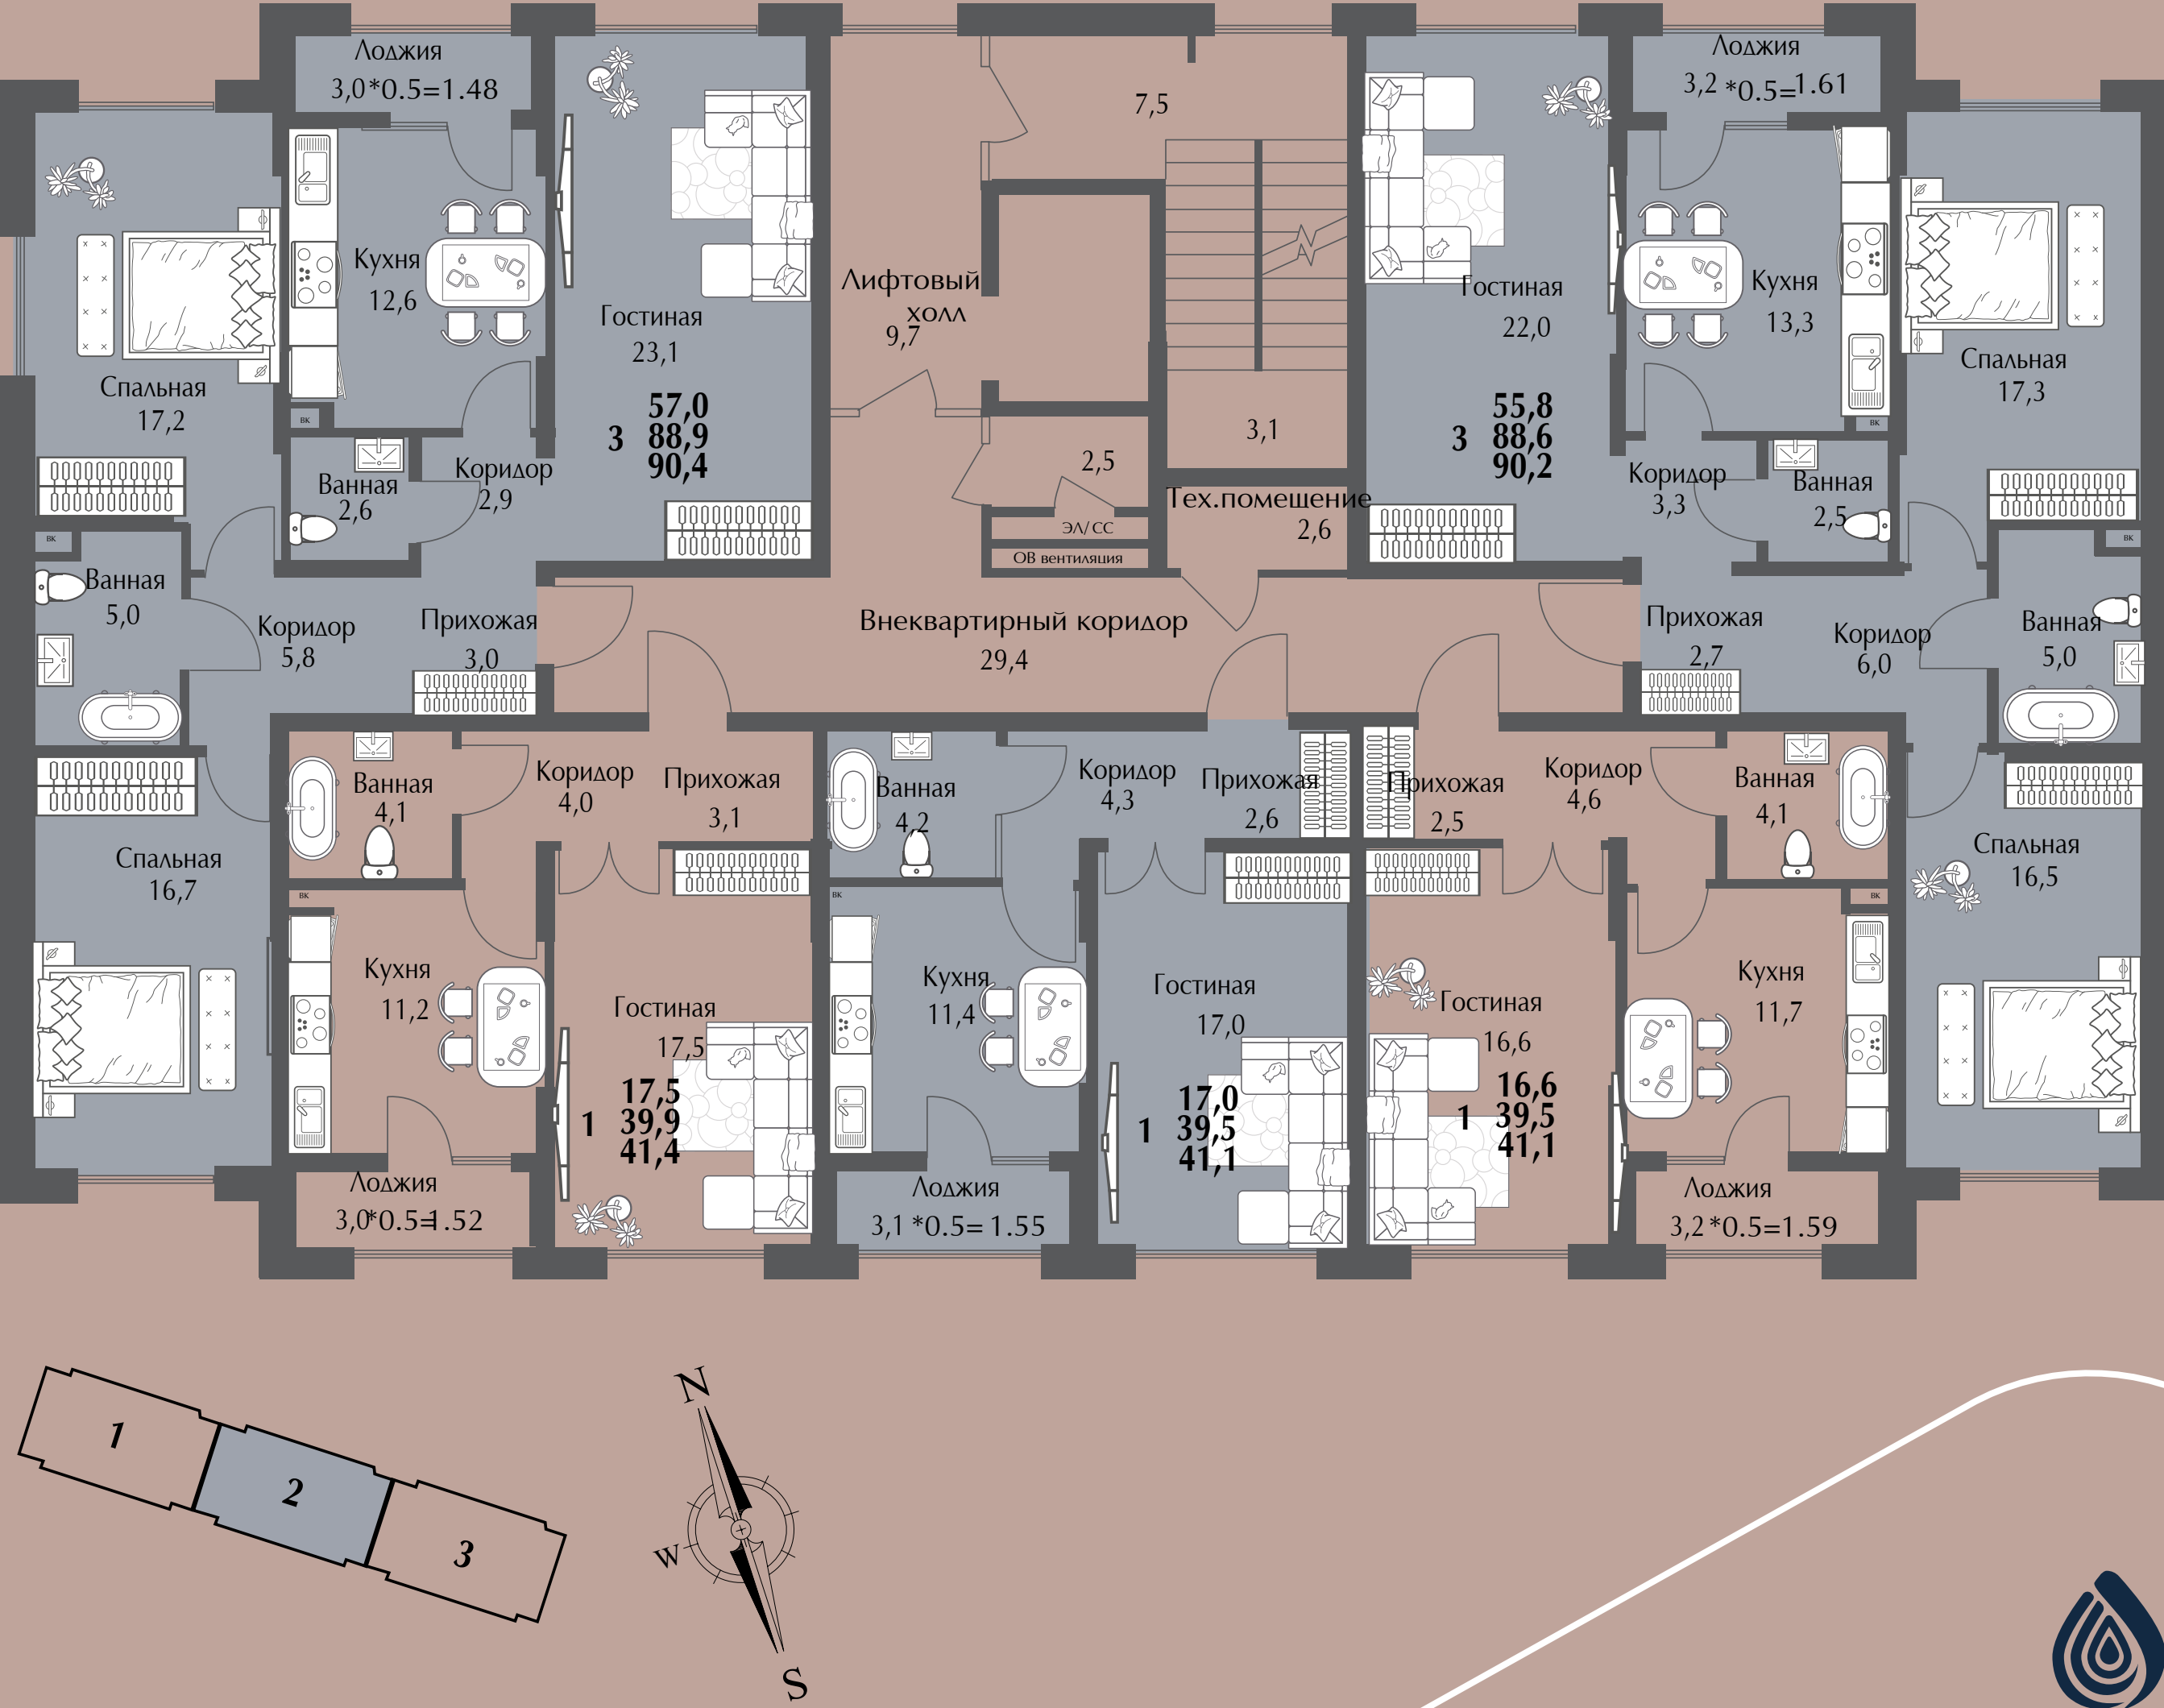 Лоджия
3,0*0.5=1.48
Кухня
12,6
Спальная
17,2
Гостиная
23,1
57,0
3 88,9
90,4
ВК
Ванная
2,6
Коридор
2,9
ВК
Ванная
5,0
Коридор
5,8
Прихожая
3,0
Спальная
16,7
7,5
Лифтовый
холл
9,7
3,1
2,5
ЭЛ/СС
ОВ вентиляция
Тех.помещение
2,6
Внеквартирный коридор
29,4
Лоджия
3,2 *0.5=1.61
Гостиная
22,0
Кухня
13,3
Спальная
17,3
55,8
3 88,6
90,2
ВК
Коридор
3,3
Ванная
2,5
ВК
Прихожая
2,7
Коридор
6,0
Ванная
5,0
Спальная
16,5
Ванная
4,1
Коридор
4,0
Прихожая
3,1
ВК
Кухня
11,2
Гостиная
17,5
17,5
1 39,9
41,4
Лоджия
3,0*0.5=1.52
Ванная
4,2
Коридор
4,3
Прихожая
2,6
ВК
Кухня
11,4
Гостиная
17,0
17,0
1 39,5
41,1
Лоджия
3,1 *0.5= 1.55
Прихожая
2,5
Коридор
4,6
Ванная
4,1
ВК
Гостиная
16,6
Кухня
11,7
16,6
1 39,5
41,1
Лоджия
3,2 *0.5=1.59
1
2
3
N
W
S